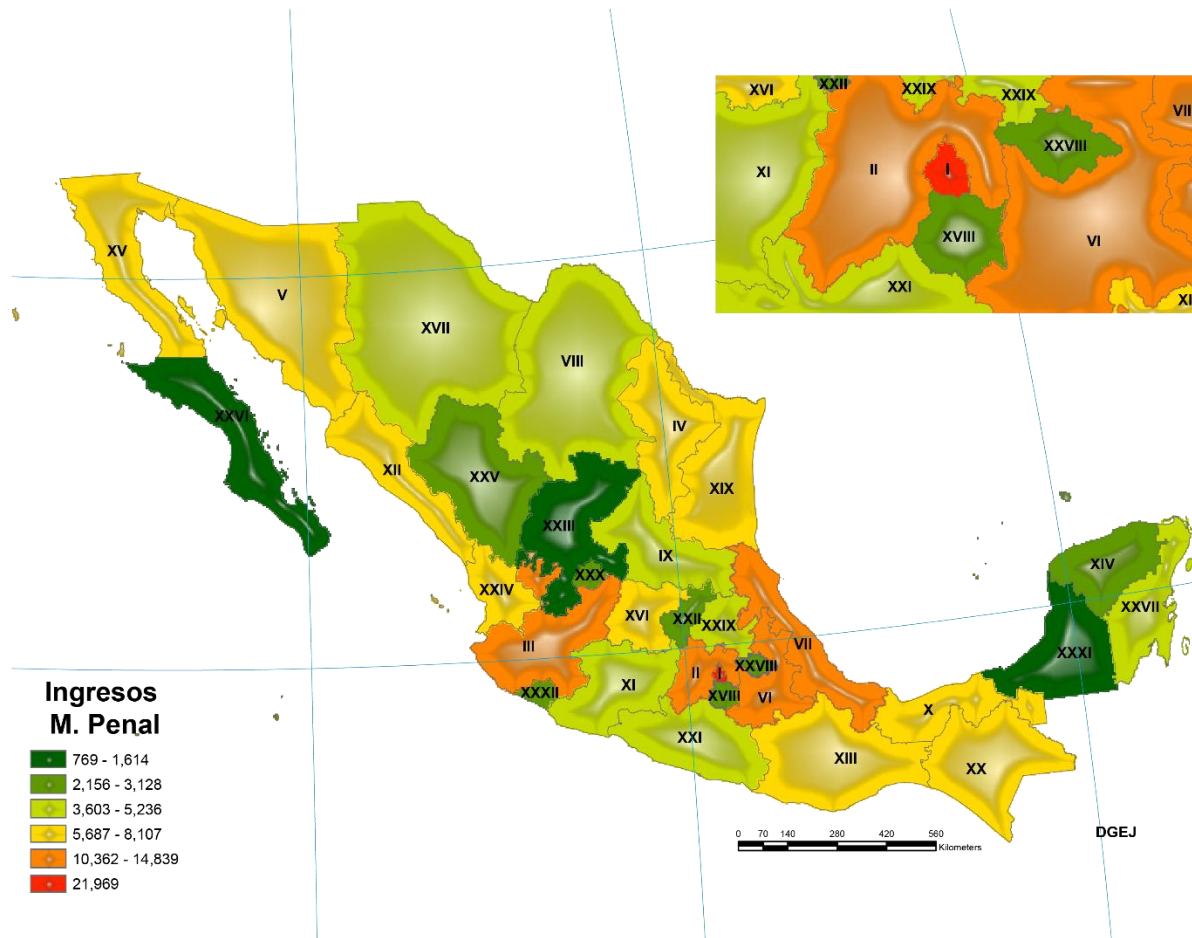 XVI
XXII
XXIX
XXIX
VII
XXVIII
XI
II
I
XVIII
VI
XXI
XI
XV
V
XVII
VIII
XXVI
IV
XII
XXV
XIX
XXIII
IX
XXX
XXIV
XIV
XXVII
XVI
XXII
XXIX
XXXI
III
VII
XXVIII
II
I
XI
XVIII
VI
XXXII
X
XXI
XIII
XX
Ingresos
M. Penal
769 - 1,614
2,156 - 3,128
3,603 - 5,236
5,687 - 8,107
10,362 - 14,839
21,969
0 70 140 280 420 560
Kilometers
DGEJ